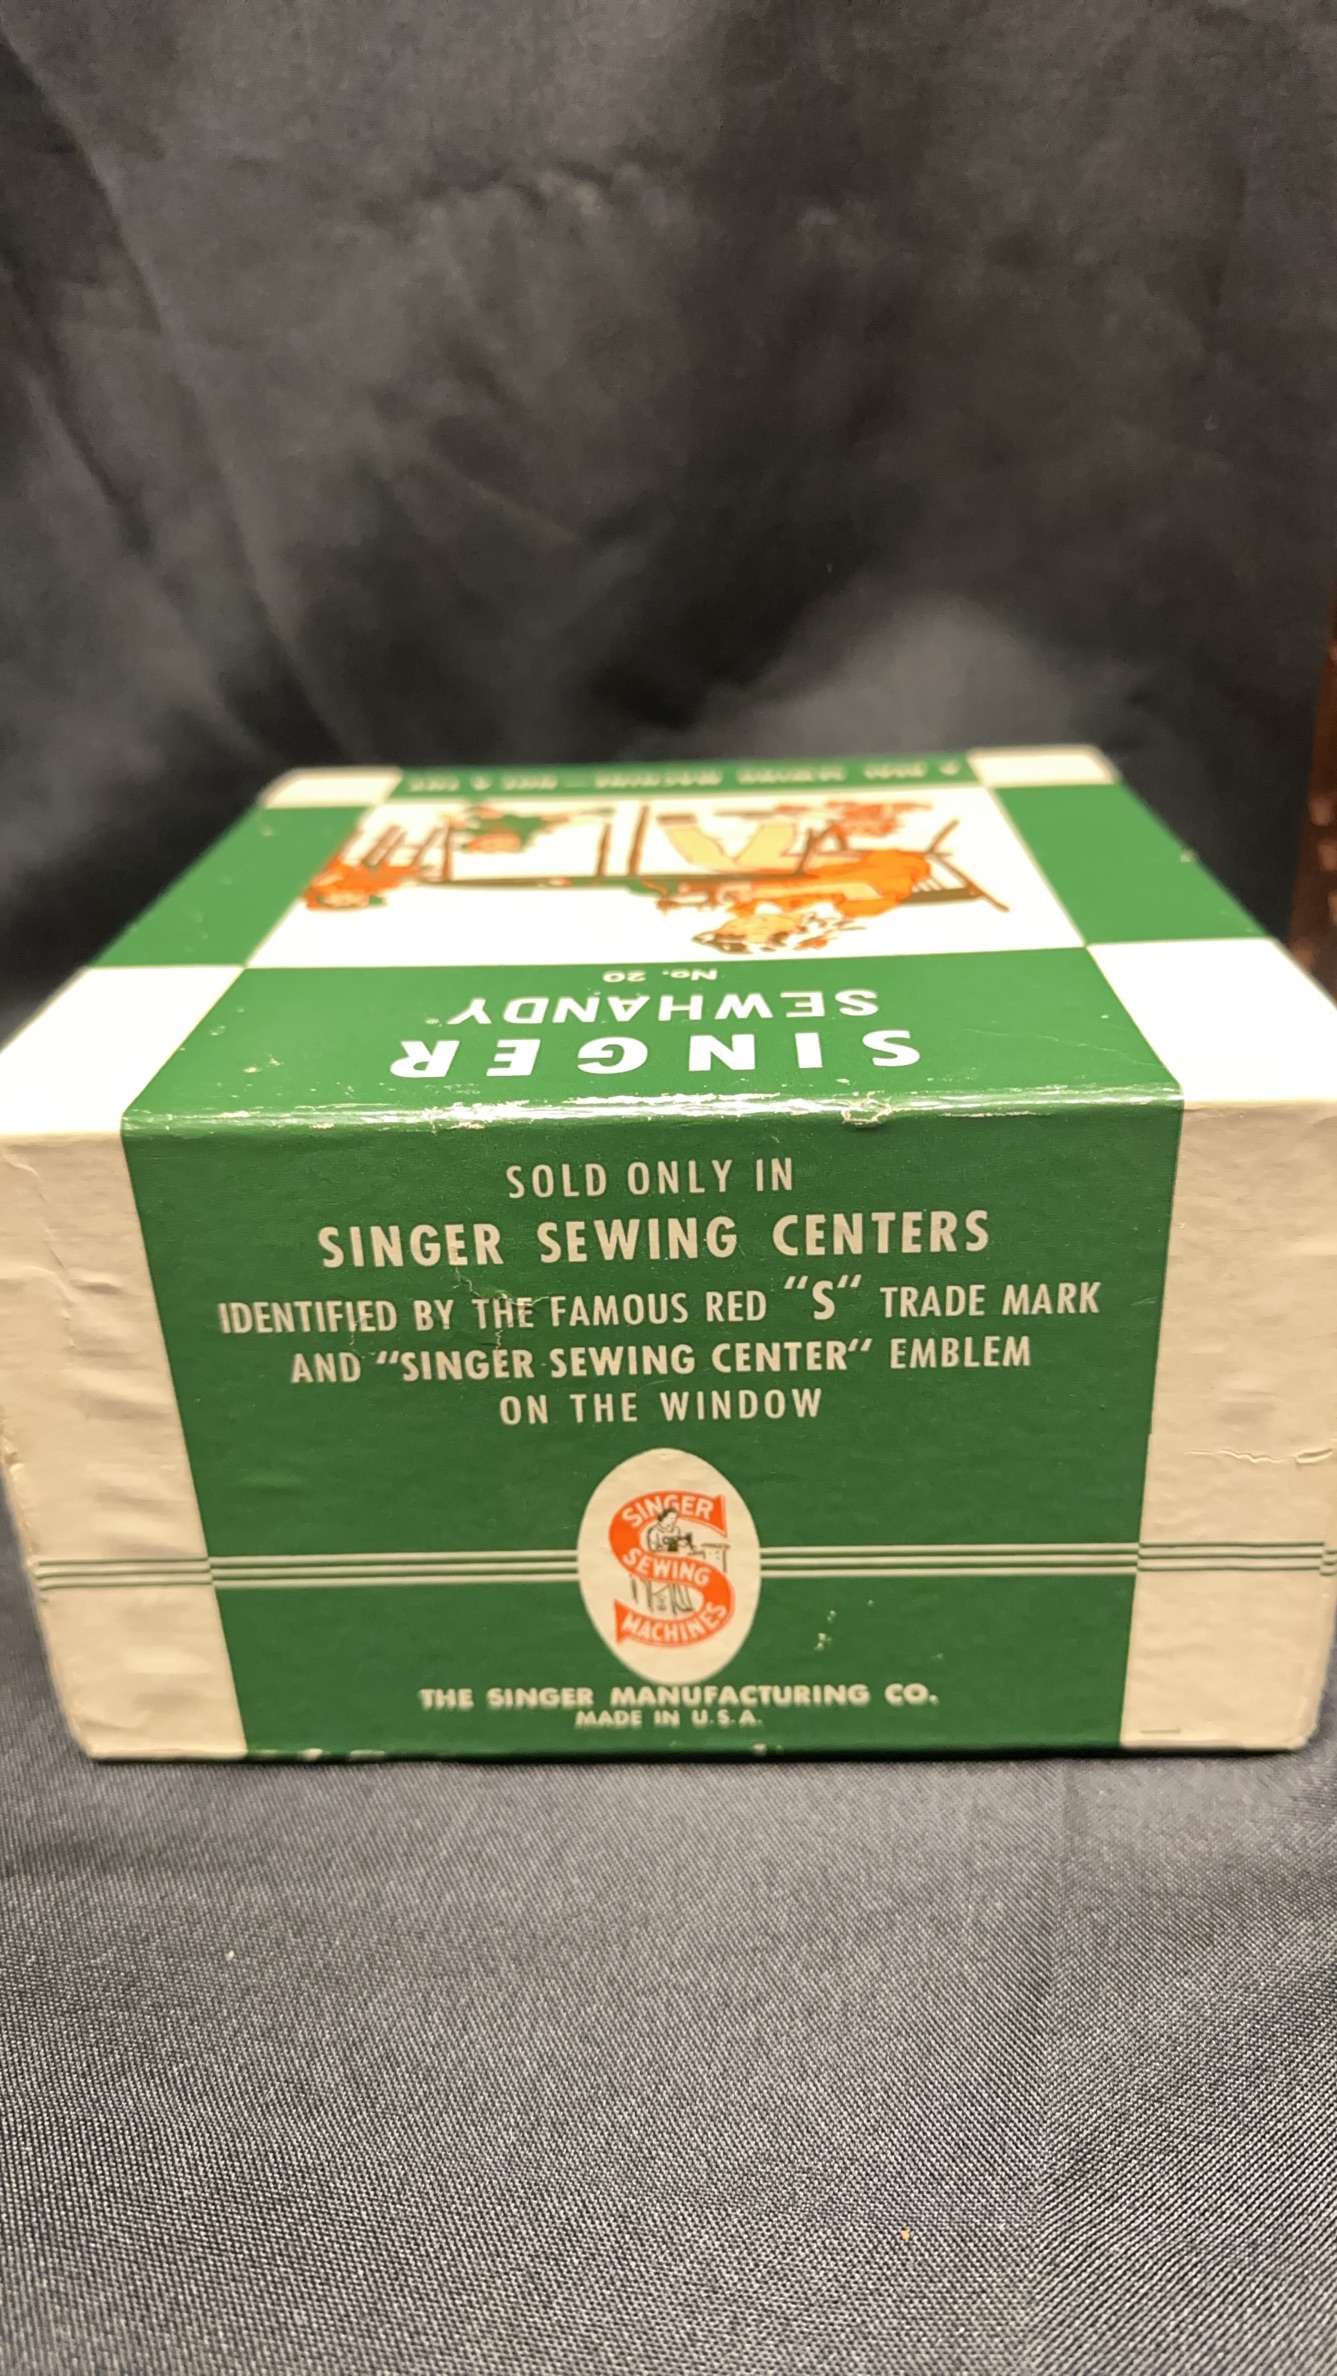 SINGER
SEWHANDY
No. 20
SOLD ONLY IN
SINGER SEWING CENTERS
IDENTIFIED BY THE FAMOUS RED "S" TRADE MARK
AND "SINGER SEWING CENTER" EMBLEM
ON THE WINDOW
SINGER
SEWING
MACHINES
THE SINGER MANUFACTURING CO.
MADE IN U.S.A.